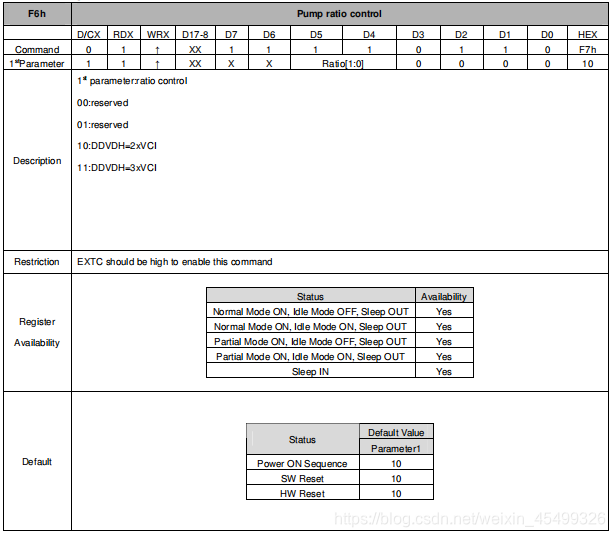 F6h Pump ratio control
D/CX RDX WRX D17-8 D7 D6 D5 D4 D3 D2 D1 D0 HEX
Command 0 1 ↑ XX 1 1 1 1 0 1 1 0 F7h
1st Parameter 1 1 ↑ XX X X Ratio[1:0] 0 0 0 0 10
Description
1st parameter:ratio control
00:reserved
01:reserved
10:DDVDH=2xVCI
11:DDVDH=3xVCI
Restriction EXTC should be high to enable this command
Register
Availability
Status Availability
Normal Mode ON, Idle Mode OFF, Sleep OUT Yes
Normal Mode ON, Idle Mode ON, Sleep OUT Yes
Partial Mode ON, Idle Mode OFF, Sleep OUT Yes
Partial Mode ON, Idle Mode ON, Sleep OUT Yes
Sleep IN Yes
Default
Status Default Value
Parameter1
Power ON Sequence 10
SW Reset 10
HW Reset 10
https://blog.csdn.net/weixin_45499326